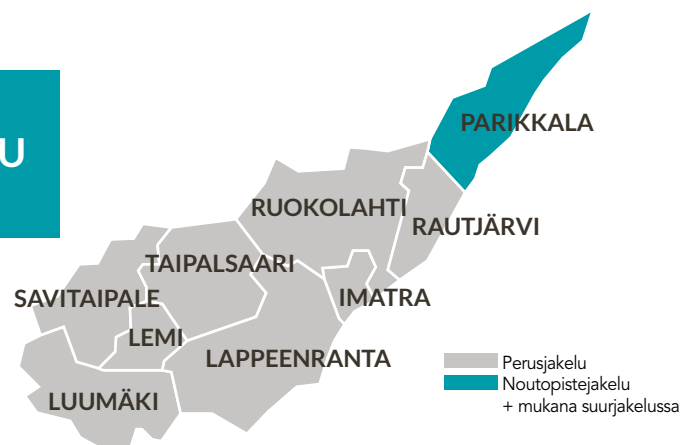 U
PARIKKALA
RUOKOLAHTI
RAUTJÄRVI
TAIPALSAARI
SAVITAIPALE
IMATRA
LEMI
LAPPEENRANTA
LUUMÄKI
Perusjakelu
Noutopistejakelu
+ mukana suurjakelussa